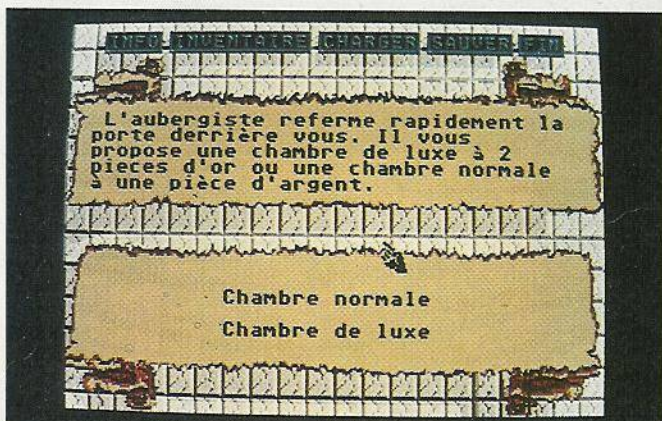 INFO INVENTAIRE CHARGER SAUVER FIN
L'aubergiste referme rapidement la
porte derrière vous. Il vous
propose une chambre de luxe à 2
pieces d'or ou une chambre normale
à une pièce d'argent.
Chambre normale
Chambre de luxe